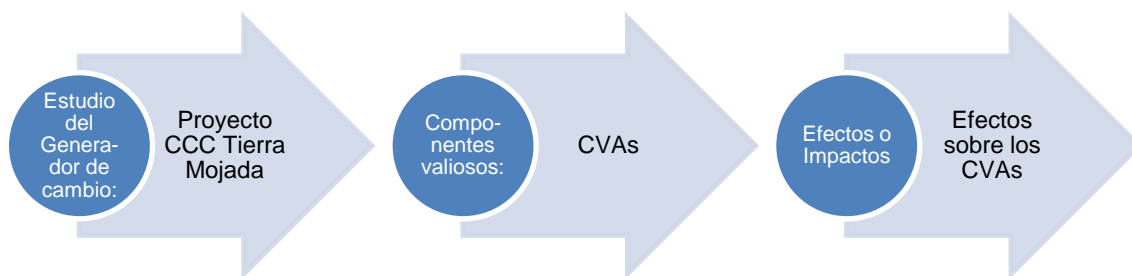 Estudio
del
Genera-
dor de
cambio:
Proyecto
CCC Tierra
Mojada
Compo-
nentes
valiosos:
CVAs
Efectos o
Impactos
Efectos
sobre los
CVAs